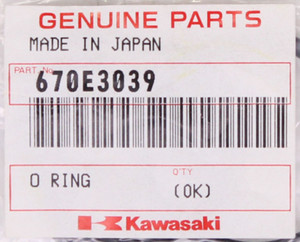 GENUINE PARTS
MADE IN JAPAN
PART NO.
670E3039
O RING
Q'TY
(OK)
Kawasaki